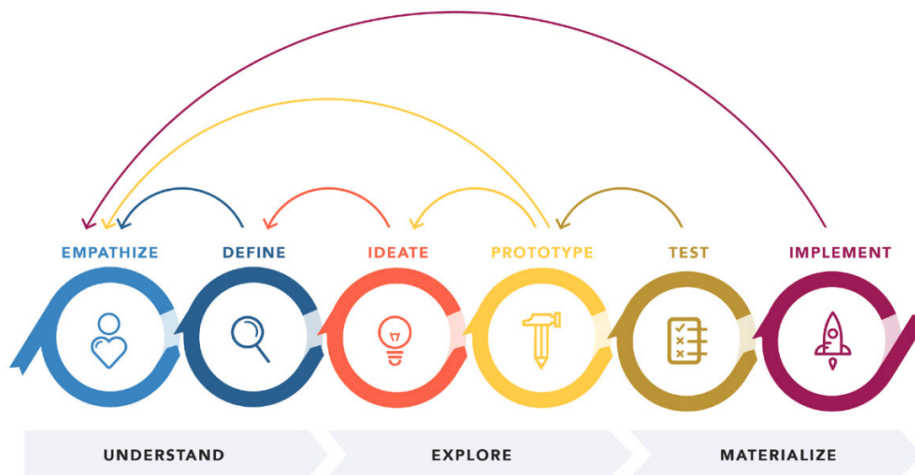 EMPATHIZE
DEFINE
IDEATE
PROTOTYPE
TEST
IMPLEMENT
UNDERSTAND
EXPLORE
MATERIALIZE